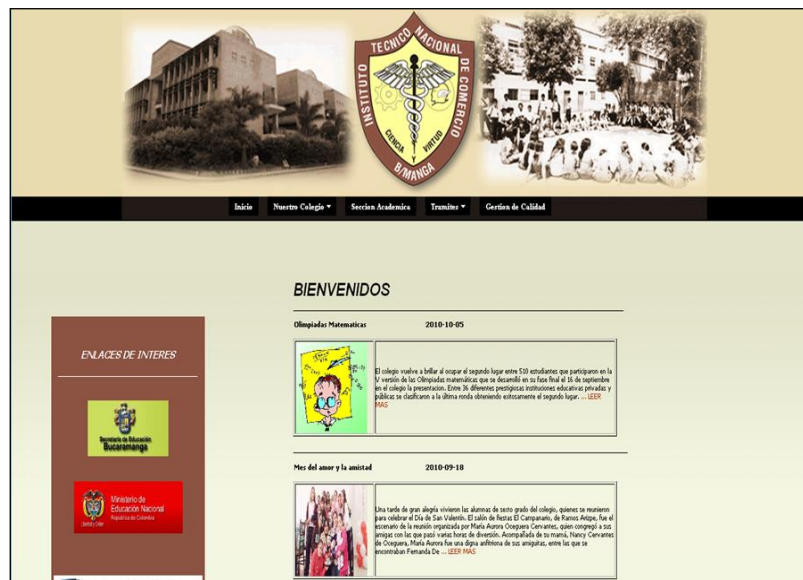 INSTITUTO TECNICO NACIONAL DE COMERCIO
CIENCIA Y VIRTUD
B/MANGA
Inicio Nuestro Colegio Seccion Academica Tramites Gestion de Calidad
BIENVENIDOS
ENLACES DE INTERES
Secretaría de Educación
Bucaramanga
Ministerio de
Educación Nacional
República de Colombia
Libertad y Orden
Olimpiadas Matematicas 2010-10-05
El colegio vuelve a brillar al ocupar el segundo lugar entre 510 estudiantes que participaron en la
V versión de las Olimpiadas matemáticas que se desarrolló en su fase final el 16 de septiembre
en el colegio la presentacion. Entre 36 diferentes prestigiosas instituciones educativas privadas y
públicas se clasificaron a la última ronda obteniendo exitosamente el segundo lugar. ... LEER
MAS
Mes del amor y la amistad 2010-09-18
Una tarde de gran alegría vivieron las alumnas de sexto grado del colegio, quienes se reunieron
para celebrar el Día de San Valentín. El salón de fiestas El Campanario, de Ramos Arizpe, fue el
escenario de la reunión organizada por María Aurora Oceguera Cervantes, quien congregó a sus
amigas con las que pasó varias horas de diversión. Acompañada de su mamá, Nancy Cervantes
de Oceguera, María Aurora fue una digna anfitriona de sus amiguitas, entre las que se
encontraban Fernanda De ... LEER MAS